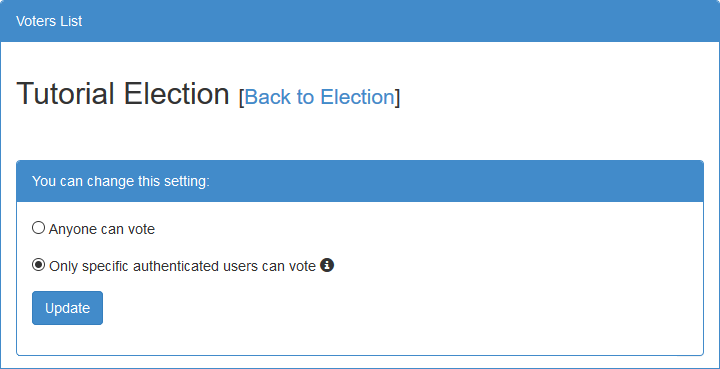 Voters List
Tutorial Election [Back to Election]
You can change this setting:
Anyone can vote
Only specific authenticated users can vote
Update